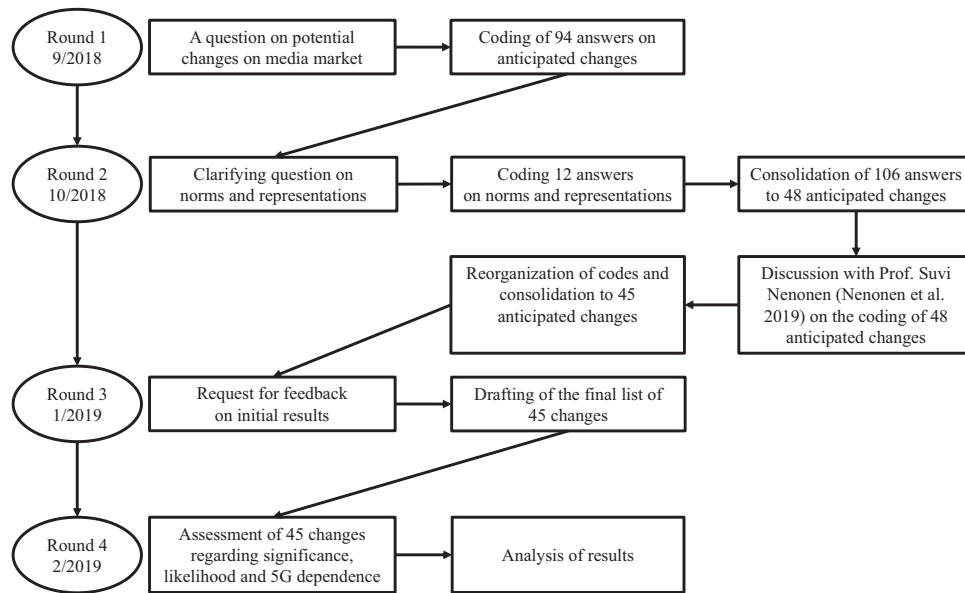 Round 1
9/2018
A question on potential
changes on media market
Coding of 94 answers on
anticipated changes
Round 2
10/2018
Clarifying question on
norms and representations
Coding 12 answers
on norms and representations
Consolidation of 106 answers
to 48 anticipated changes
Reorganization of codes and
consolidation to 45
anticipated changes
Discussion with Prof. Suvi
Nenonen (Nenonen et al.
2019) on the coding of 48
anticipated changes
Round 3
1/2019
Request for feedback
on initial results
Drafting of the final list of
45 changes
Round 4
2/2019
Assessment of 45 changes
regarding significance,
likelihood and 5G dependence
Analysis of results